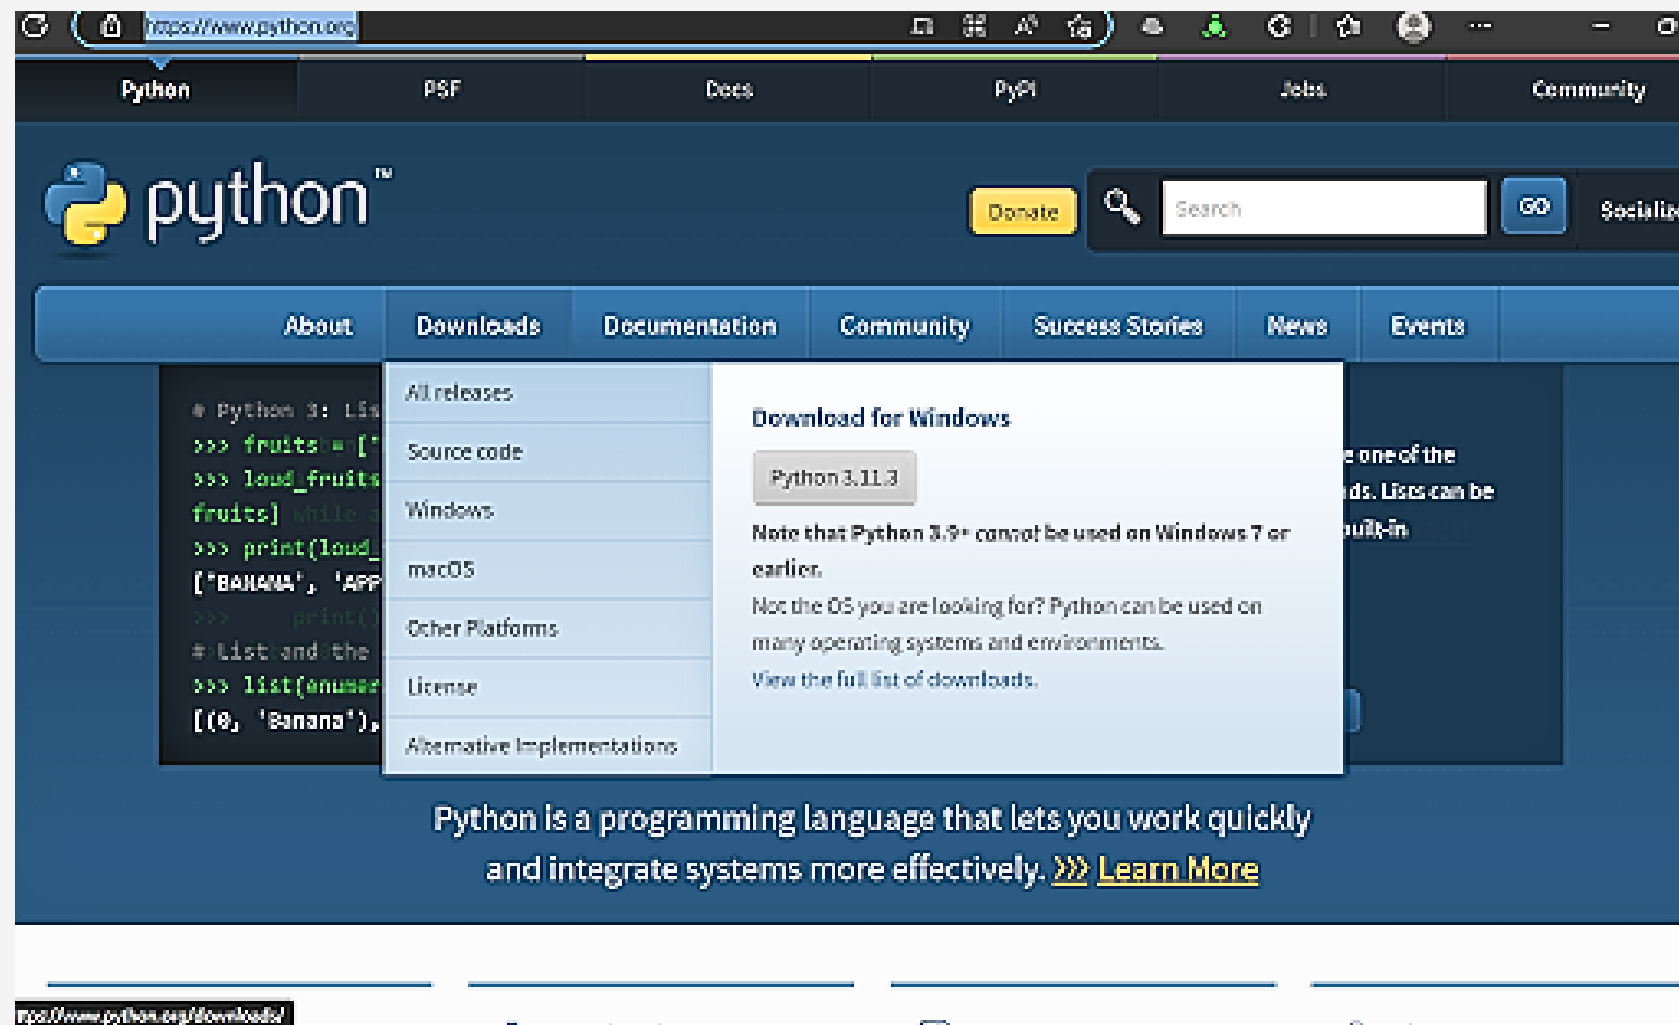 https://www.python.org
Python PSF Docs PyPI Jobs Community
python™
Donate Search GO
About Downloads Documentation Community Success Stories News Events
All releases
Source code
Windows
macOS
Other Platforms
License
Alternative Implementations
Download for Windows
Python 3.11.3
Note that Python 3.9+ cannot be used on Windows 7 or
earlier.
Not the OS you are looking for? Python can be used on
many operating systems and environments.
View the full list of downloads.
# Python 3: Lis
>>> fruits = ["
>>> loud_fruits
fruits]
>>> print(loud_
["BANANA", 'APP
>>> print()
# List and the
>>> list(enumer
[(0, 'Banana'),
one of the
ds. Lists can be
built-in
Python is a programming language that lets you work quickly
and integrate systems more effectively. >>> Learn More
www.python.org/downloads/